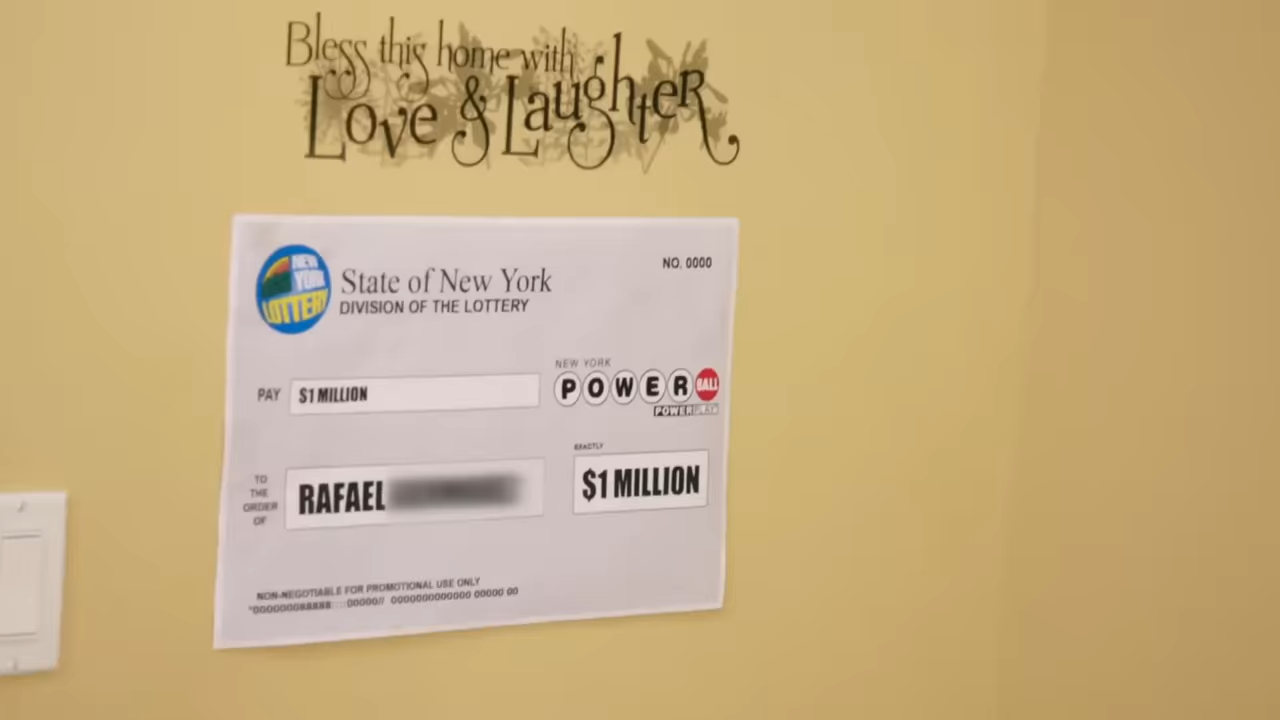 Bless this home with
Love & Laughter
NEW YORK LOTTERY
State of New York
DIVISION OF THE LOTTERY
NO. 0000
PAY $1 MILLION
NEW YORK
POWERBALL
POWERPLAY
TO THE ORDER OF RAFAEL
EXACTLY
$1 MILLION
NON-NEGOTIABLE FOR PROMOTIONAL USE ONLY